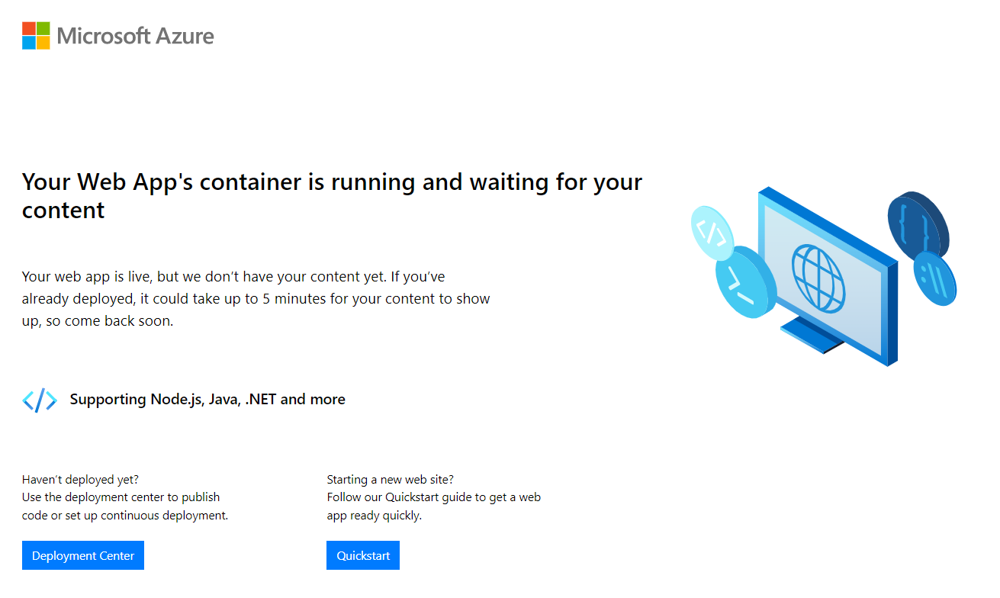 Microsoft Azure
Your Web App's container is running and waiting for your
content
Your web app is live, but we don’t have your content yet. If you’ve
already deployed, it could take up to 5 minutes for your content to show
up, so come back soon.
Supporting Node.js, Java, .NET and more
Haven’t deployed yet?
Use the deployment center to publish
code or set up continuous deployment.
Deployment Center
Starting a new web site?
Follow our Quickstart guide to get a web
app ready quickly.
Quickstart